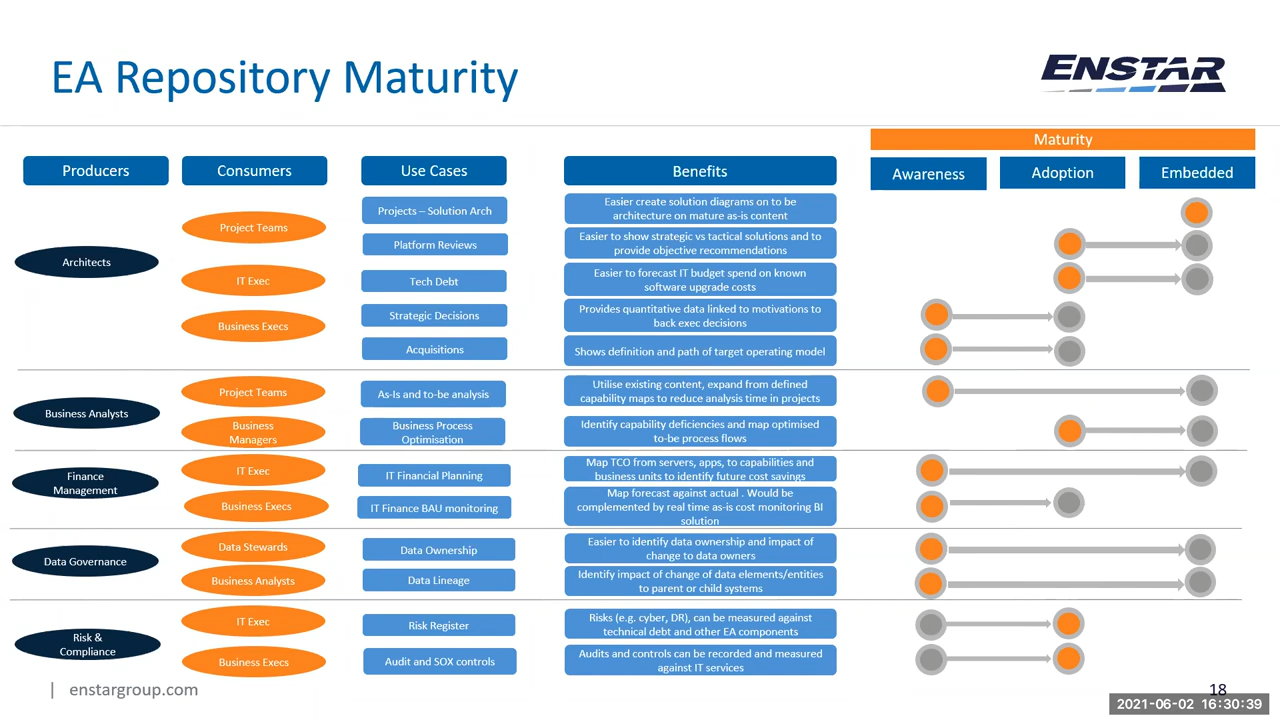 EA Repository Maturity
ENSTAR
Maturity
Producers
Consumers
Use Cases
Benefits
Awareness
Adoption
Embedded
Architects
Project Teams
IT Exec
Business Execs
Projects – Solution Arch
Platform Reviews
Tech Debt
Strategic Decisions
Acquisitions
Easier create solution diagrams on to be
architecture on mature as-is content
Easier to show strategic vs tactical solutions and to
provide objective recommendations
Easier to forecast IT budget spend on known
software upgrade costs
Provides quantitative data linked to motivations to
back exec decisions
Shows definition and path of target operating model
Business Analysts
Project Teams
Business
Managers
As-Is and to-be analysis
Business Process
Optimisation
Utilise existing content, expand from defined
capability maps to reduce analysis time in projects
Identify capability deficiencies and map optimised
to-be process flows
Finance
Management
IT Exec
Business Execs
IT Financial Planning
IT Finance BAU monitoring
Map TCO from servers, apps, to capabilities and
business units to identify future cost savings
Map forecast against actual . Would be
complemented by real time as-is cost monitoring BI
solution
Data Governance
Data Stewards
Business Analysts
Data Ownership
Data Lineage
Easier to identify data ownership and impact of
change to data owners
Identify impact of change of data elements/entities
to parent or child systems
Risk &
Compliance
IT Exec
Business Execs
Risk Register
Audit and SOX controls
Risks (e.g. cyber, DR), can be measured against
technical debt and other EA components
Audits and controls can be recorded and measured
against IT services
| enstargroup.com
18
2021-06-02 16:30:39